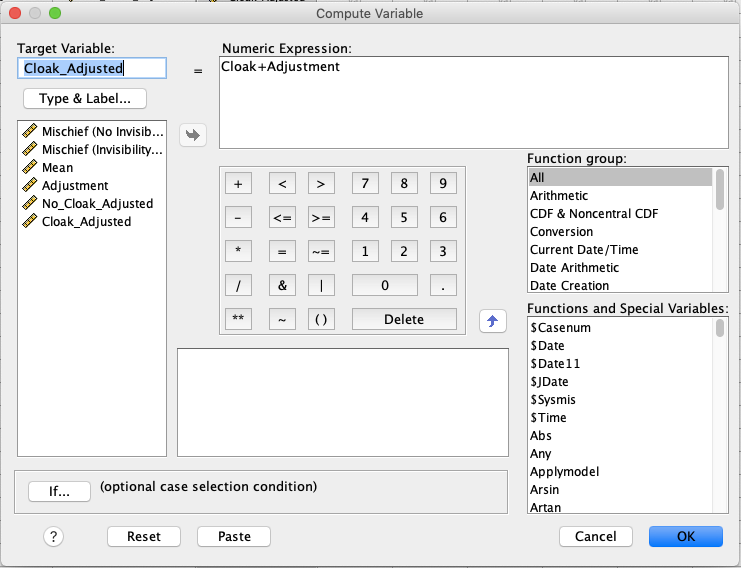 Compute Variable
Target Variable:
Cloak_Adjusted
=
Numeric Expression:
Cloak+Adjustment
Type & Label...
Mischief (No Invisib...
Mischief (Invisibility...
Mean
Adjustment
No_Cloak_Adjusted
Cloak_Adjusted
+ < > 7 8 9
- <= >= 4 5 6
* = ~= 1 2 3
/ & | 0 .
** ~ () Delete
Function group:
All
Arithmetic
CDF & Noncentral CDF
Conversion
Current Date/Time
Date Arithmetic
Date Creation
Functions and Special Variables:
$Casenum
$Date
$Date11
$JDate
$Sysmis
$Time
Abs
Any
Applymodel
Arsin
Artan
If...
(optional case selection condition)
?
Reset
Paste
Cancel
OK